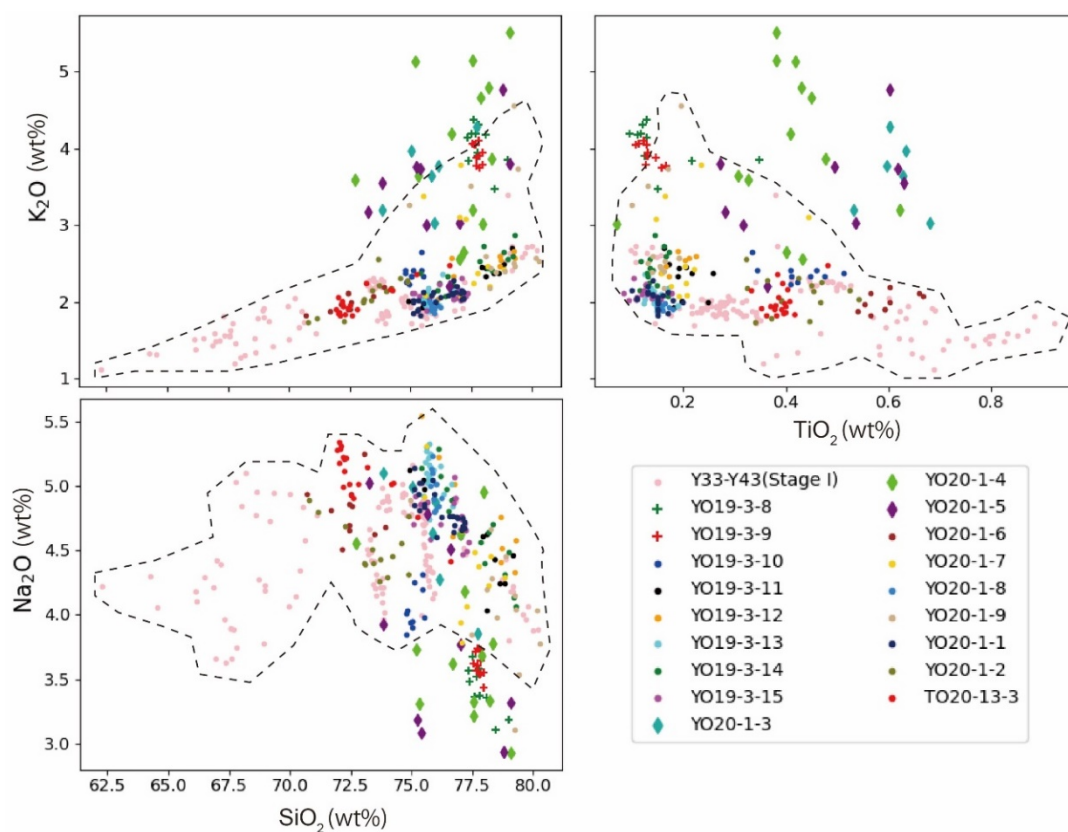 K₂O (wt%)
5
4
3
2
1
0.2 0.4 0.6 0.8
TiO₂ (wt%)
Na₂O (wt%)
5.5
5.0
4.5
4.0
3.5
3.0
62.5 65.0 67.5 70.0 72.5 75.0 77.5 80.0
SiO₂ (wt%)
Y33-Y43(Stage I)
YO19-3-8
YO19-3-9
YO19-3-10
YO19-3-11
YO19-3-12
YO19-3-13
YO19-3-14
YO19-3-15
YO20-1-3
YO20-1-4
YO20-1-5
YO20-1-6
YO20-1-7
YO20-1-8
YO20-1-9
YO20-1-1
YO20-1-2
TO20-13-3